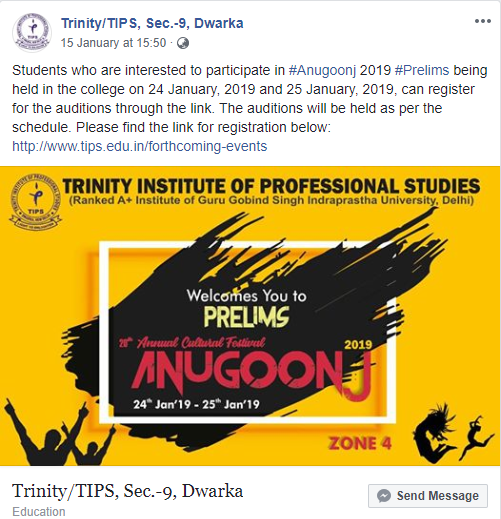 Trinity/TIPS, Sec.-9, Dwarka
15 January at 15:50 ·
Students who are interested to participate in #Anugoonj 2019 #Prelims being
held in the college on 24 January, 2019 and 25 January, 2019, can register
for the auditions through the link. The auditions will be held as per the
schedule. Please find the link for registration below:
http://www.tips.edu.in/forthcoming-events
TIPS
TRINITY INSTITUTE OF PROFESSIONAL STUDIES
(Ranked A+ Institute of Guru Gobind Singh Indraprastha University, Delhi)
Welcomes You to
PRELIMS
Annual Cultural Festival
2019
ANUGOONJ
24th Jan'19 - 25th Jan'19
ZONE 4
Trinity/TIPS, Sec.-9, Dwarka
Send Message
Education